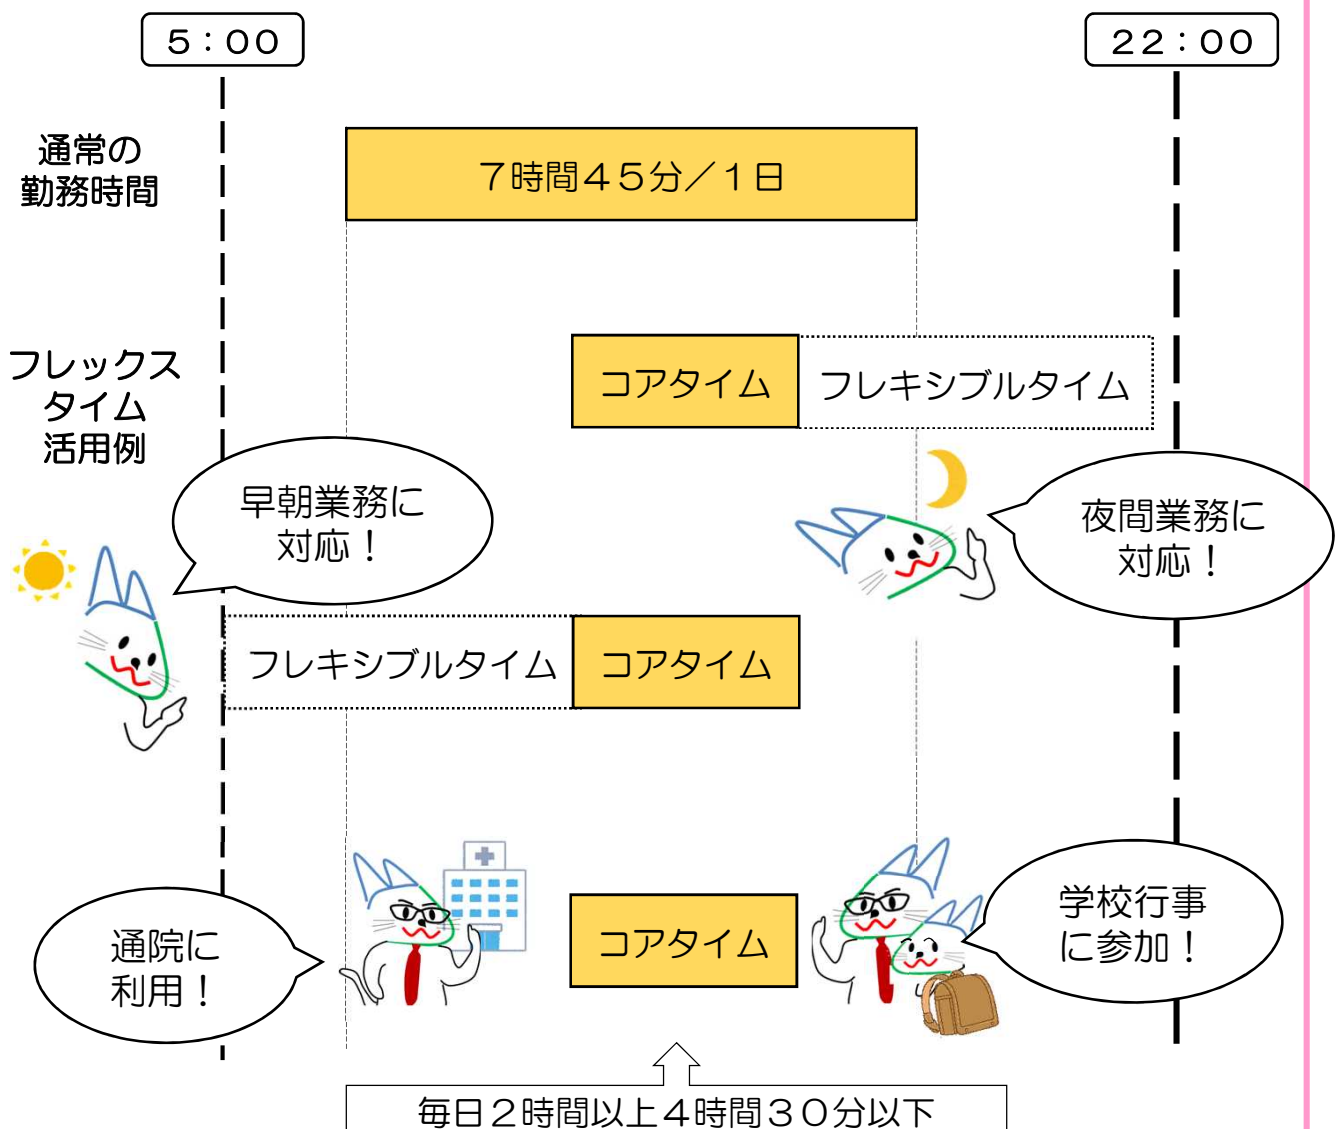 ５：００
２２：００
通常の
勤務時間
７時間４５分／１日
フレックス
タイム
活用例
コアタイム
フレキシブルタイム
早朝業務に
対応！
夜間業務に
対応！
フレキシブルタイム
コアタイム
通院に
利用！
コアタイム
学校行事
に参加！
毎日２時間以上４時間３０分以下